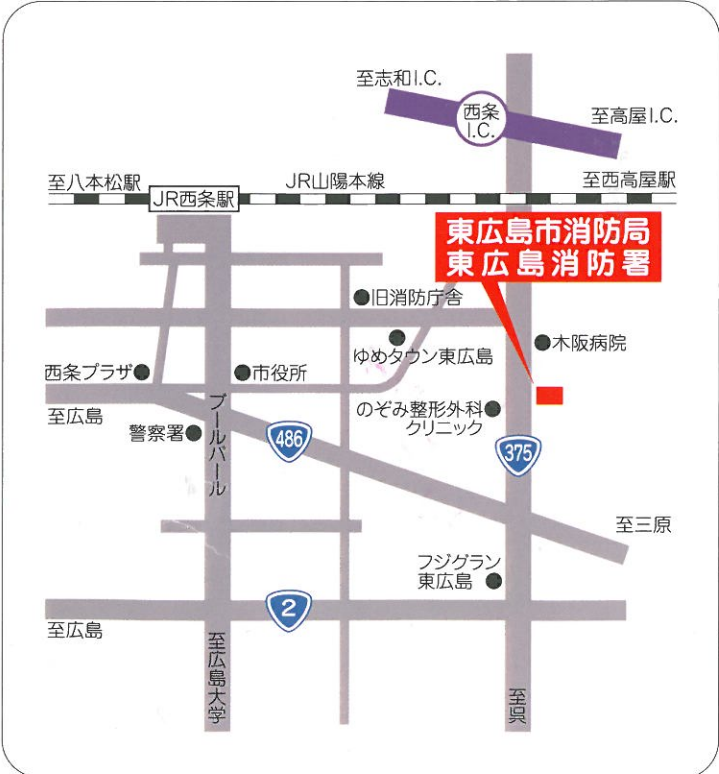 至志和I.C.
西条
I.C.
至高屋I.C.
至八本松駅
JR西条駅
JR山陽本線
至西高屋駅
東広島市消防局
東広島消防署
旧消防庁舎
ゆめタウン東広島
木阪病院
西条プラザ
市役所
至広島
のぞみ整形外科
クリニック
警察署
ブールバール
486
375
至三原
フジグラン
東広島
2
至広島
至広島大学
至呉